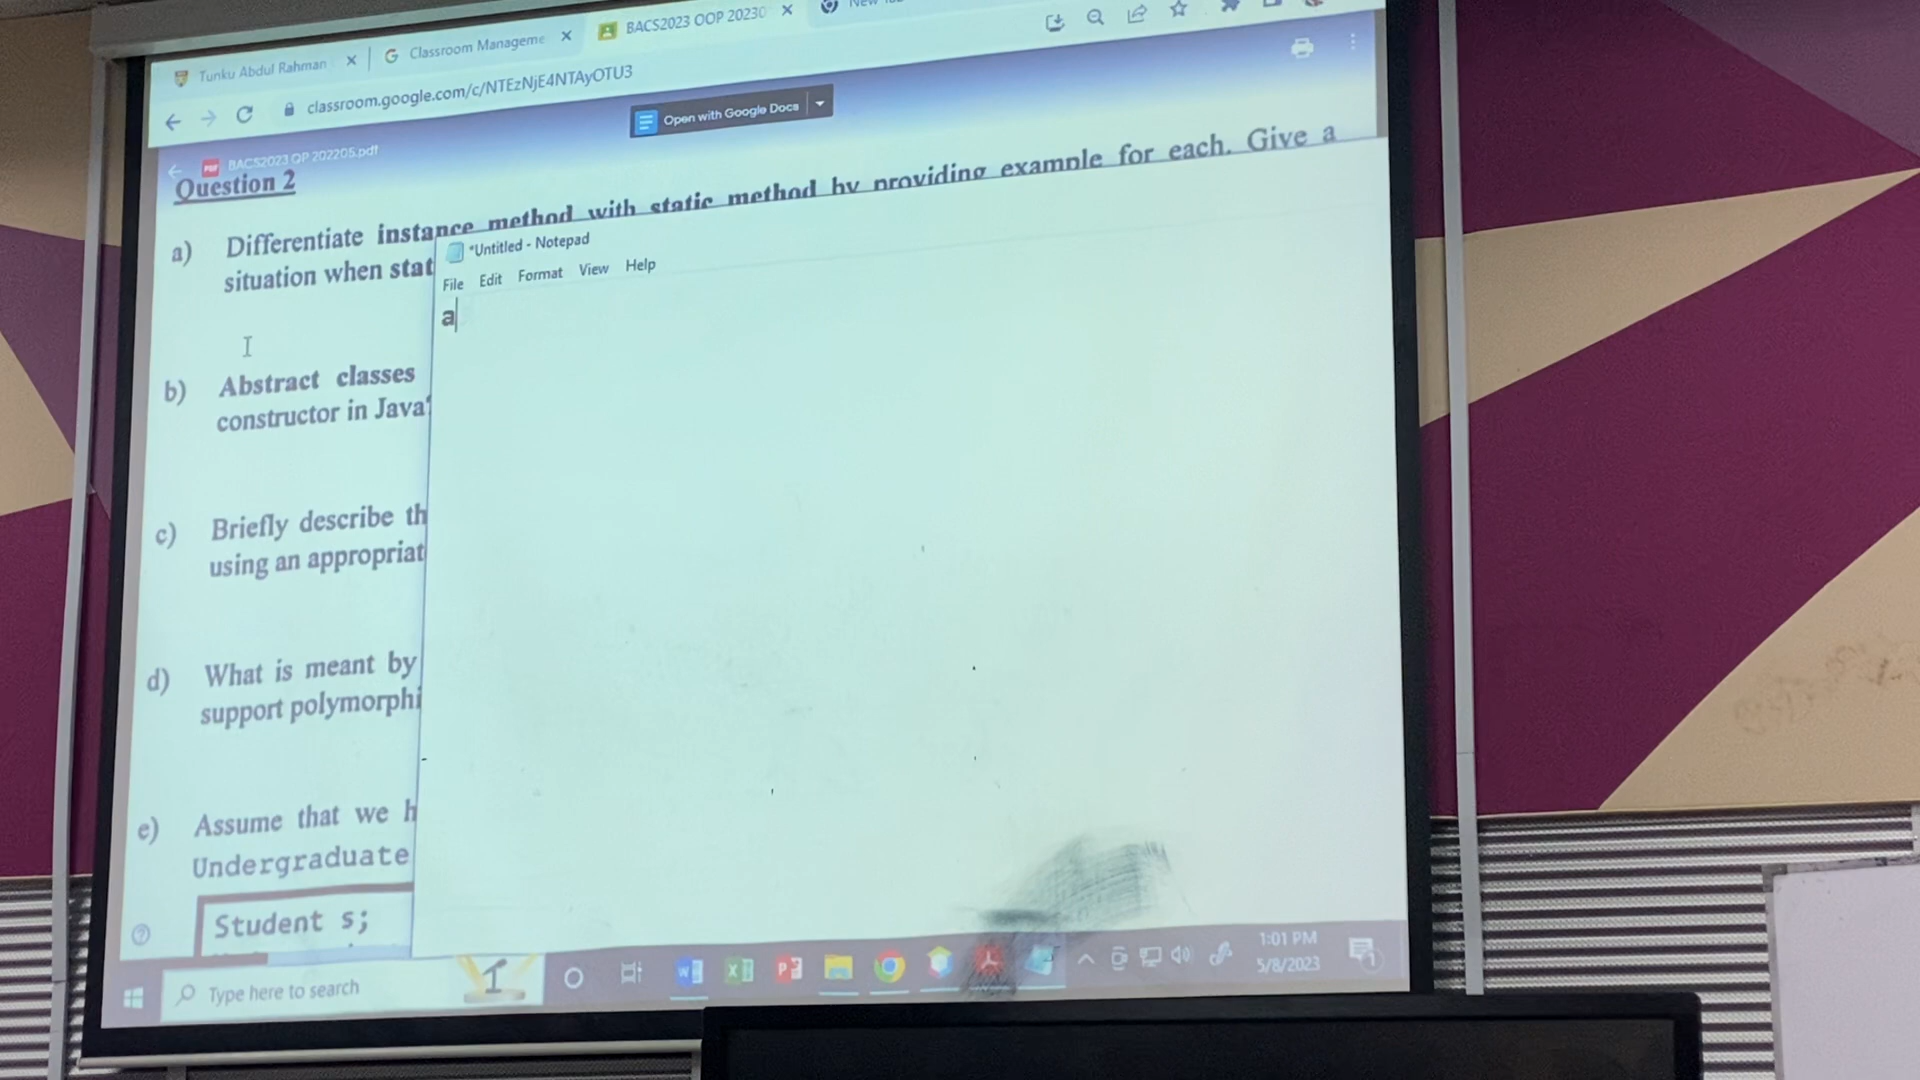 Tunku Abdul Rahman
Classroom Manageme
BACS2023 OOP 20230
classroom.google.com/c/NTEzNjE4NTAyOTU3
Open with Google Docs
BACS2023 QP 202205.pdf
Question 2
a) Differentiate instance method with static method by providing example for each. Give a
situation when stat
*Untitled - Notepad
File Edit Format View Help
a
b) Abstract classes
constructor in Java
c) Briefly describe th
using an appropriat
d) What is meant by
support polymorphi
e) Assume that we h
Undergraduate
Student s;
Type here to search
1:01 PM
5/8/2023